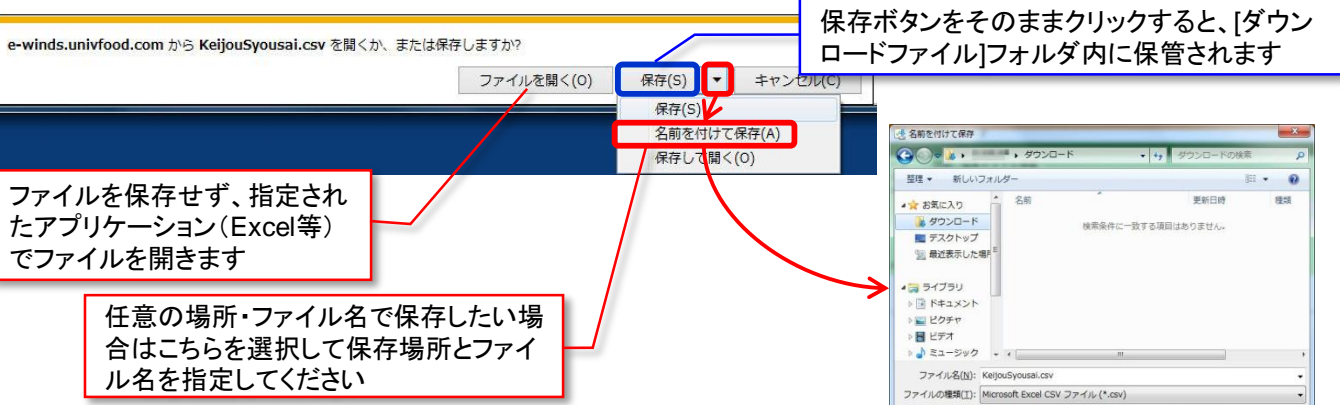 保存ボタンをそのままクリックすると、[ダウン
ロードファイル]フォルダ内に保管されます
e-winds.univfood.com から KeijouSyousai.csv を開くか、または保存しますか?
ファイルを開く(O)
保存(S)
キャンセル(C)
保存(S)
名前を付けて保存(A)
保存して開く(O)
ファイルを保存せず、指定され
たアプリケーション(Excel等)
でファイルを開きます
任意の場所・ファイル名で保存したい場
合はこちらを選択して保存場所とファイ
ル名を指定してください
名前を付けて保存
ダウンロード
ダウンロードの検索
整理
新しいフォルダー
お気に入り
ダウンロード
デスクトップ
最近表示した場所
名前
更新日時
種類
検索条件に一致する項目はありません。
ライブラリ
ドキュメント
ピクチャ
ビデオ
ミュージック
ファイル名(N): KeijouSyousai.csv
ファイルの種類(T): Microsoft Excel CSV ファイル (*.csv)